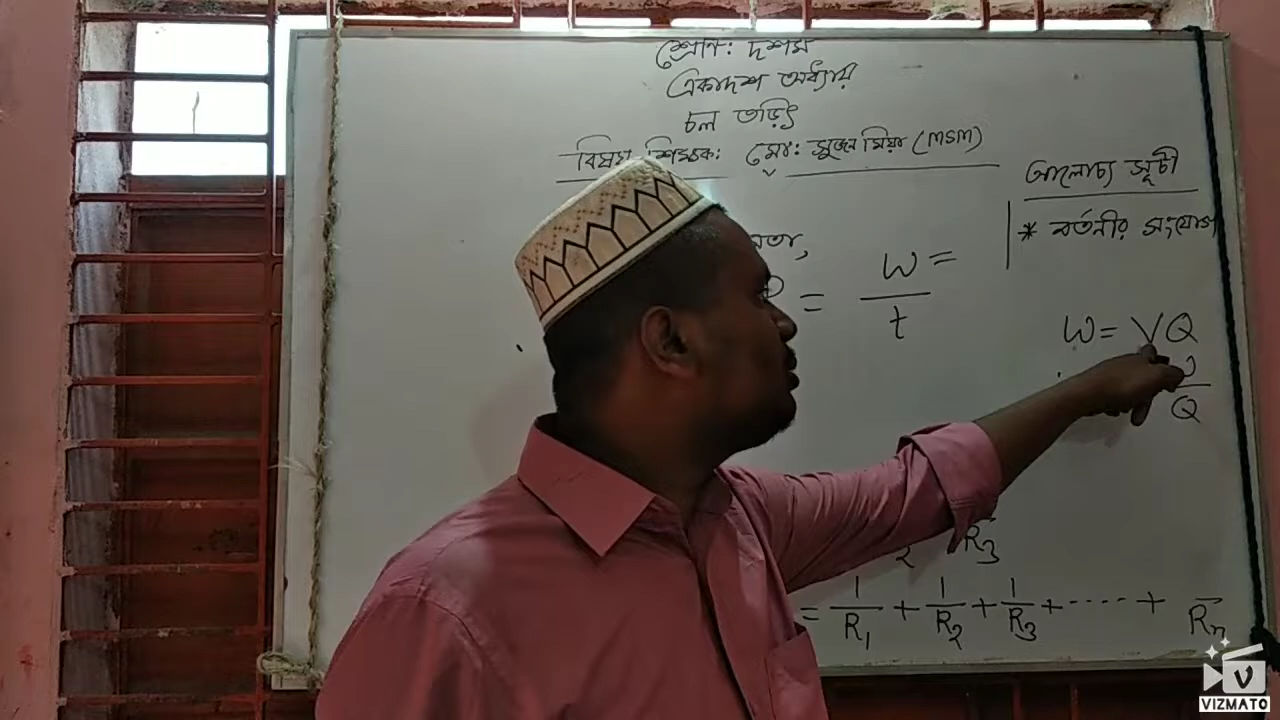 শ্রেণি: দশম
একাদশ অধ্যায়
চল তড়িৎ
বিষয় শিক্ষক: মো: সুজন মিয়া
আলোচ্য সূচী
* বর্তনীর সংযোগ
W =
= ―
t
W = VQ
Q
2 R3
= 1/R1 + 1/R2 + 1/R3 + ..... + Rn
VIZMATO